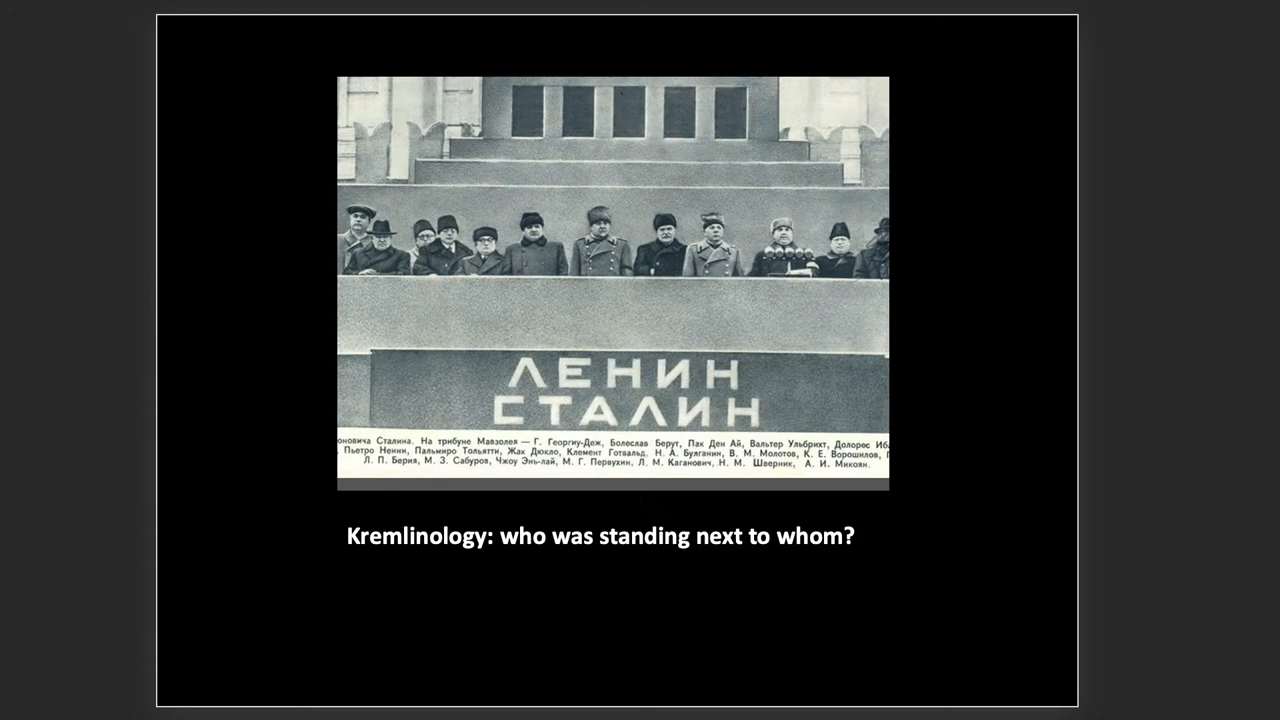 ЛЕНИН
СТАЛИН
оновича Сталина. На трибуне Мавзолея — Г. Георгиу-Деж, Болеслав Берут, Пак Ден Ай, Вальтер Ульбрихт, Долорес Иб
, Пьетро Ненни, Пальмиро Тольятти, Жак Дюкло, Клемент Готвальд, Н. А. Булганин, В. М. Молотов, К. Е. Ворошилов, Г
Л. П. Берия, М. З. Сабуров, Чжоу Энь-лай, М. Г. Первухин, Л. М. Каганович, Н. М. Шверник, А. И. Микоян.
Kremlinology: who was standing next to whom?